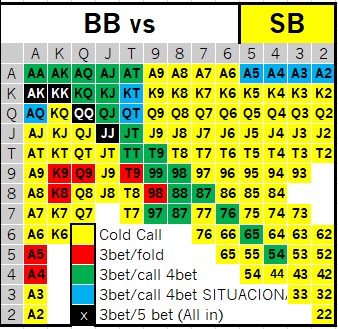 BB vs SB
A K Q J T 9 8 7 6 5 4 3 2
A AA AK AQ AJ AT A9 A8 A7 A6 A5 A4 A3 A2
K AK KK KQ KJ KT K9 K8 K7 K6 K5 K4 K3 K2
Q AQ KQ QQ QJ QT Q9 Q8 Q7 Q6 Q5 Q4 Q3 Q2
J AJ KJ QJ JJ JT J9 J8 J7 J6 J5 J4 J3 J2
T AT KT QT JT TT T9 T8 T7 T6 T5 T4 T3 T2
9 A9 K9 Q9 J9 T9 99 98 97 96 95 94 93
8 A8 K8 Q8 J8 T8 98 88 87 86 85 84
7 A7 K7 Q7 97 87 77 76 75 74 73
6 A6 K6 Cold Call 76 66 65 64 63 62
5 A5 3bet/fold 65 55 54 53 52
4 A4 3bet/call 4bet 54 44 43 42
3 A3 3bet/call 4bet SITUACION 33 32
2 A2 x 3bet/5 bet (All in) 22